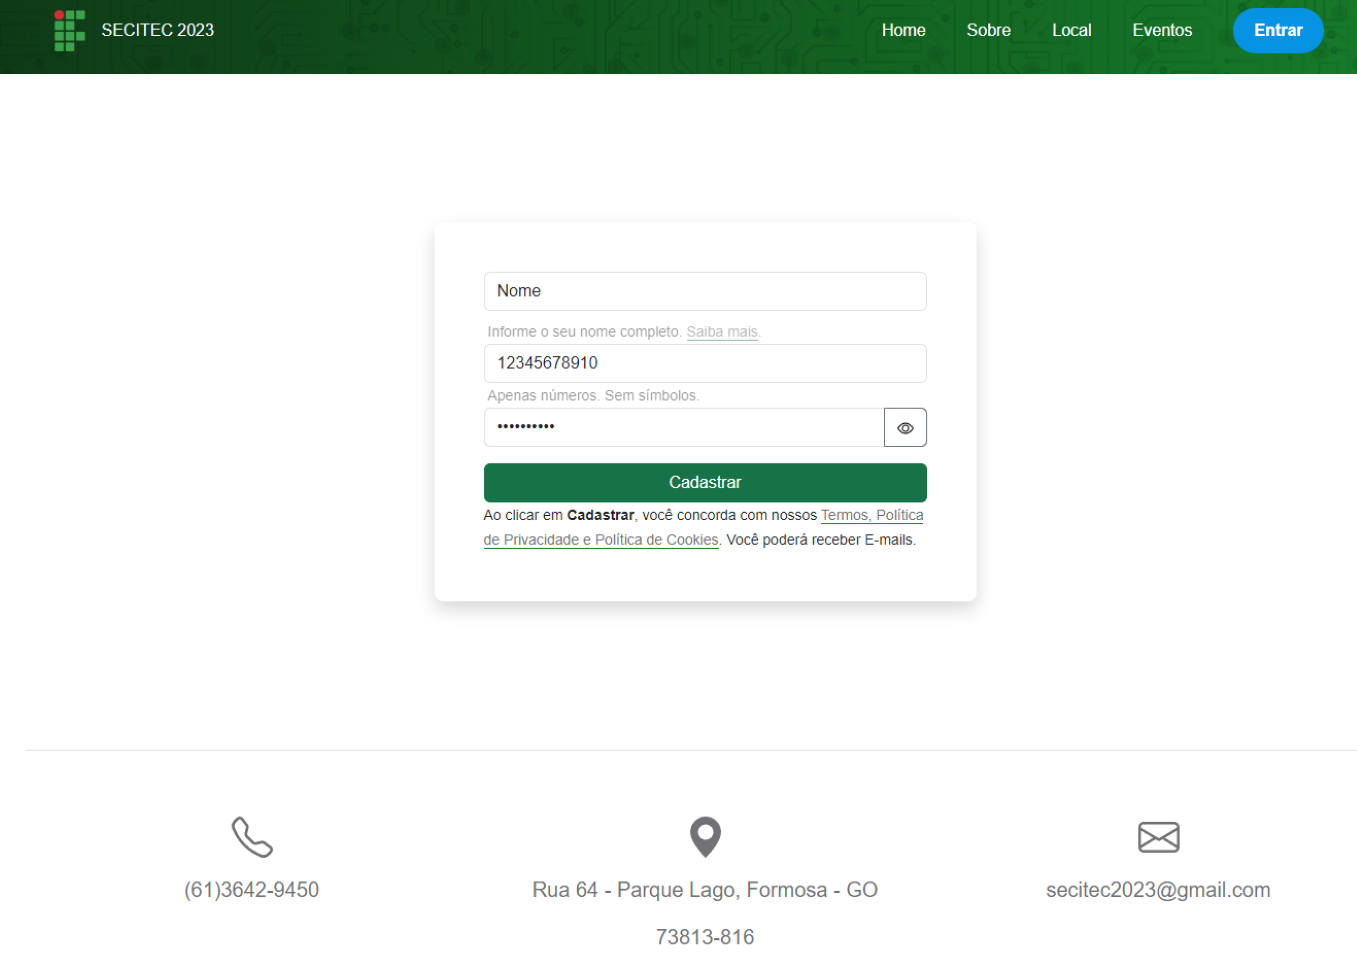 SECITEC 2023
Home
Sobre
Local
Eventos
Entrar
Nome
Informe o seu nome completo. Saiba mais.
12345678910
Apenas números. Sem símbolos.
••••••••••
Cadastrar
Ao clicar em Cadastrar, você concorda com nossos Termos, Política
de Privacidade e Política de Cookies. Você poderá receber E-mails.
(61)3642-9450
Rua 64 - Parque Lago, Formosa - GO
73813-816
secitec2023@gmail.com